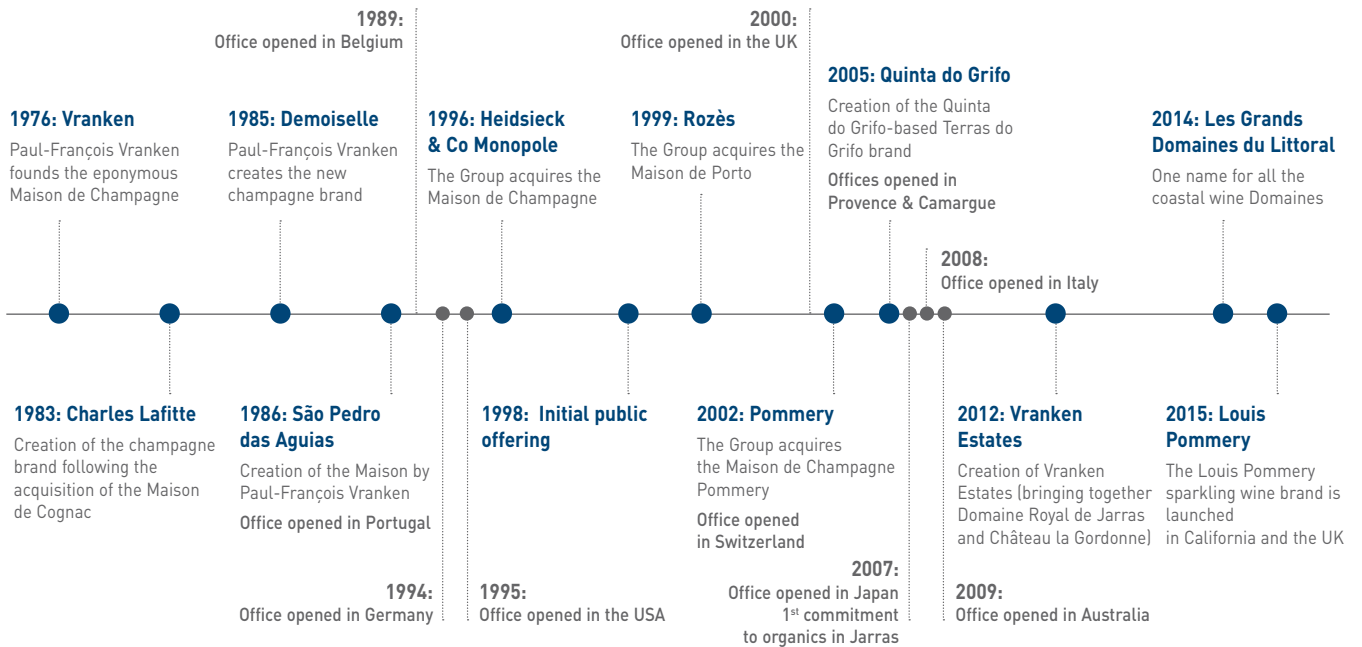 1989:
Office opened in Belgium
2000:
Office opened in the UK
1976: Vranken
Paul-François Vranken
founds the eponymous
Maison de Champagne
1985: Demoiselle
Paul-François Vranken
creates the new
champagne brand
1996: Heidsieck
& Co Monopole
The Group acquires the
Maison de Champagne
1999: Rozès
The Group acquires the
Maison de Porto
2005: Quinta do Grifo
Creation of the Quinta
do Grifo-based Terras do
Grifo brand
Offices opened in
Provence & Camargue
2014: Les Grands
Domaines du Littoral
One name for all the
coastal wine Domaines
2008:
Office opened in Italy
1983: Charles Lafitte
Creation of the champagne
brand following the
acquisition of the Maison
de Cognac
1986: São Pedro
das Aguias
Creation of the Maison by
Paul-François Vranken
Office opened in Portugal
1998: Initial public
offering
2002: Pommery
The Group acquires
the Maison de Champagne
Pommery
Office opened
in Switzerland
2012: Vranken
Estates
Creation of Vranken
Estates (bringing together
Domaine Royal de Jarras
and Château la Gordonne)
2015: Louis
Pommery
The Louis Pommery
sparkling wine brand is
launched
in California and the UK
1994:
Office opened in Germany
1995:
Office opened in the USA
2007:
Office opened in Japan
1st commitment
to organics in Jarras
2009:
Office opened in Australia